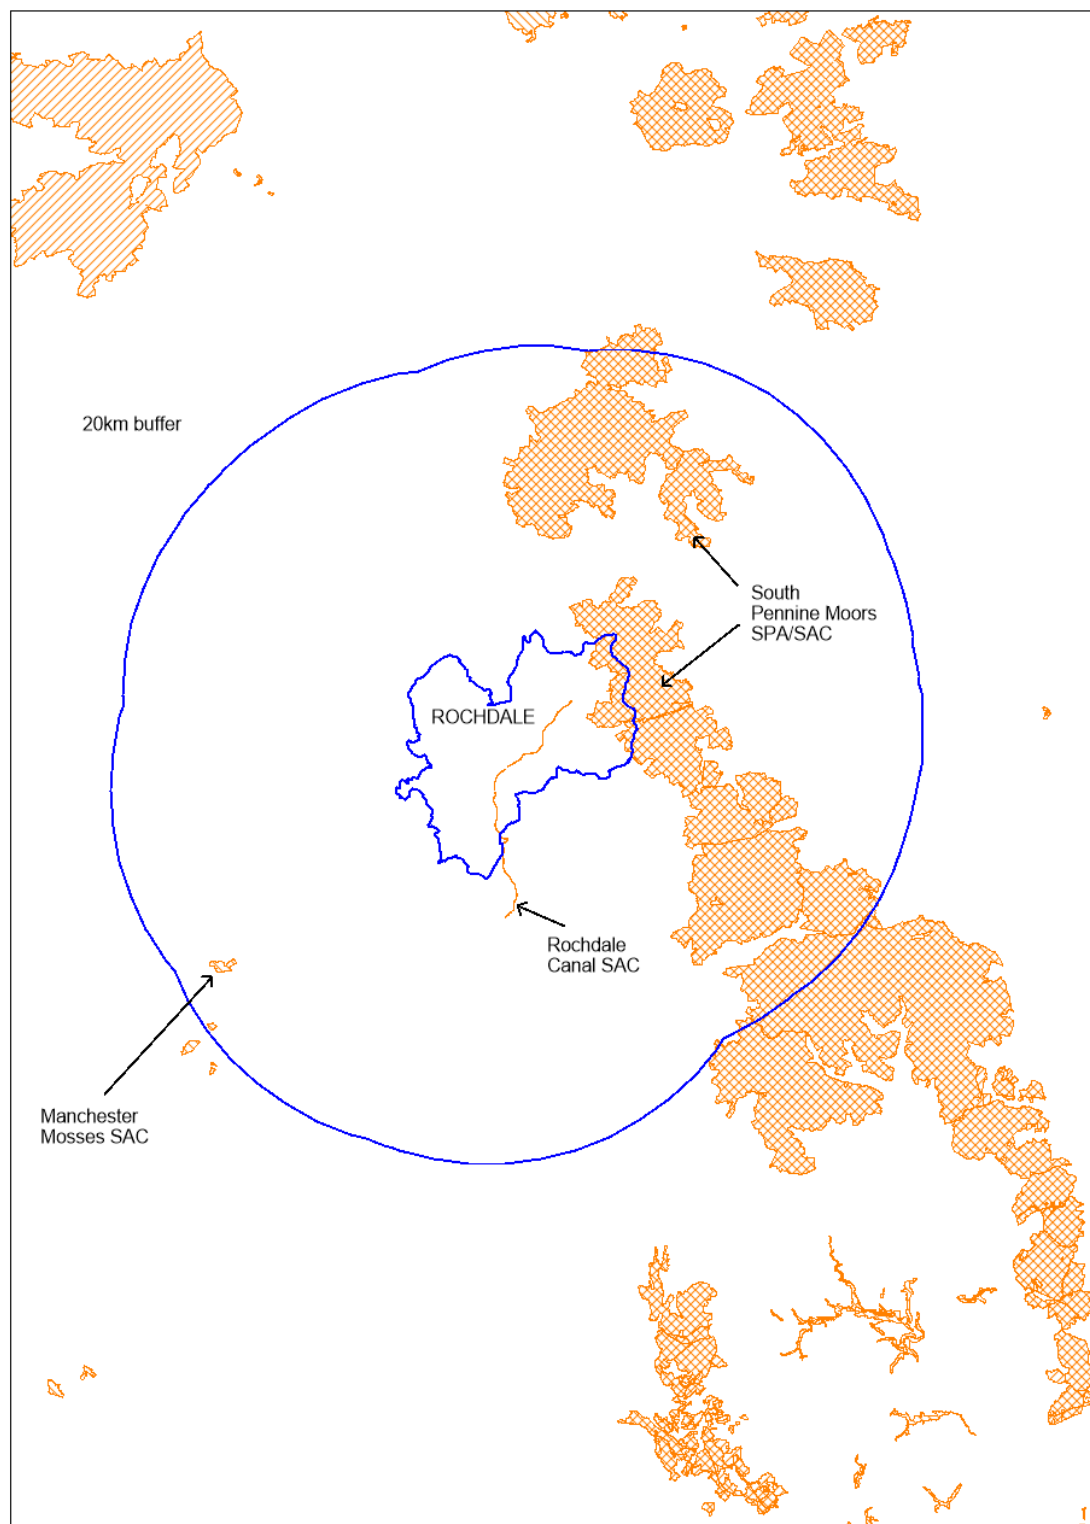 20km buffer
South
Pennine Moors
SPA/SAC
ROCHDALE
Rochdale
Canal SAC
Manchester
Mosses SAC